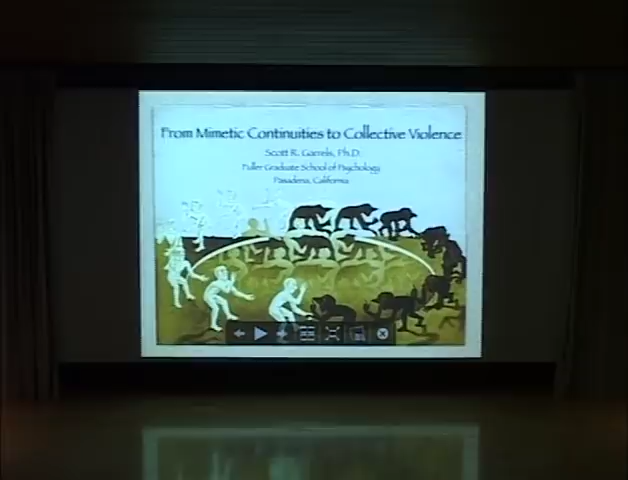 From Mimetic Continuities to Collective Violence
Scott R. Garrels, Ph.D.
Fuller Graduate School of Psychology
Pasadena, California